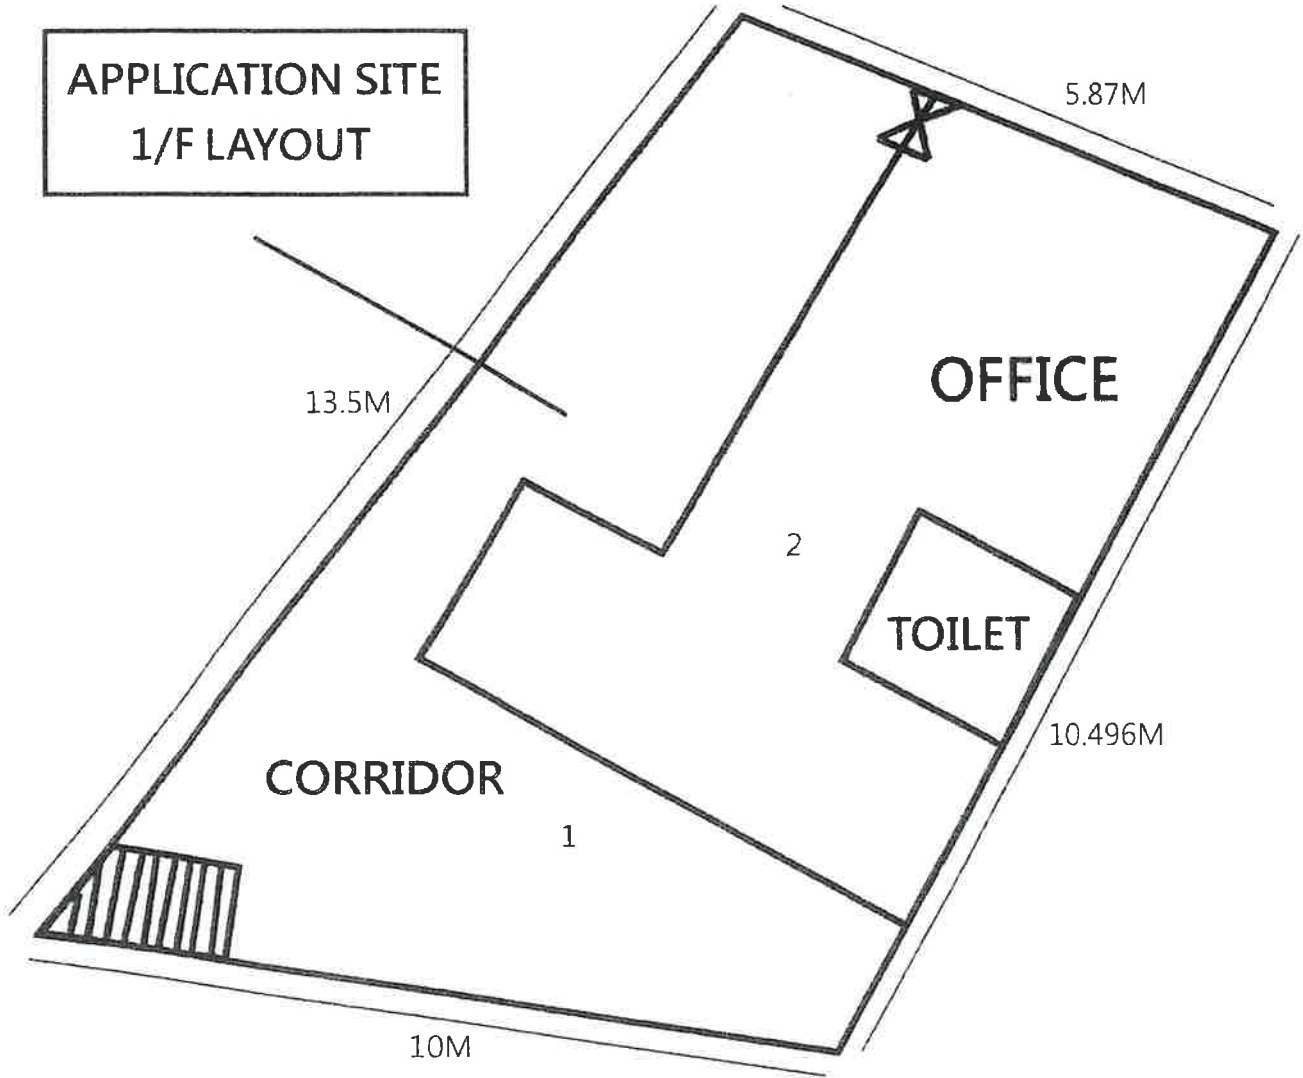 APPLICATION SITE
1/F LAYOUT
5.87M
OFFICE
13.5M
2
TOILET
10.496M
CORRIDOR
1
10M